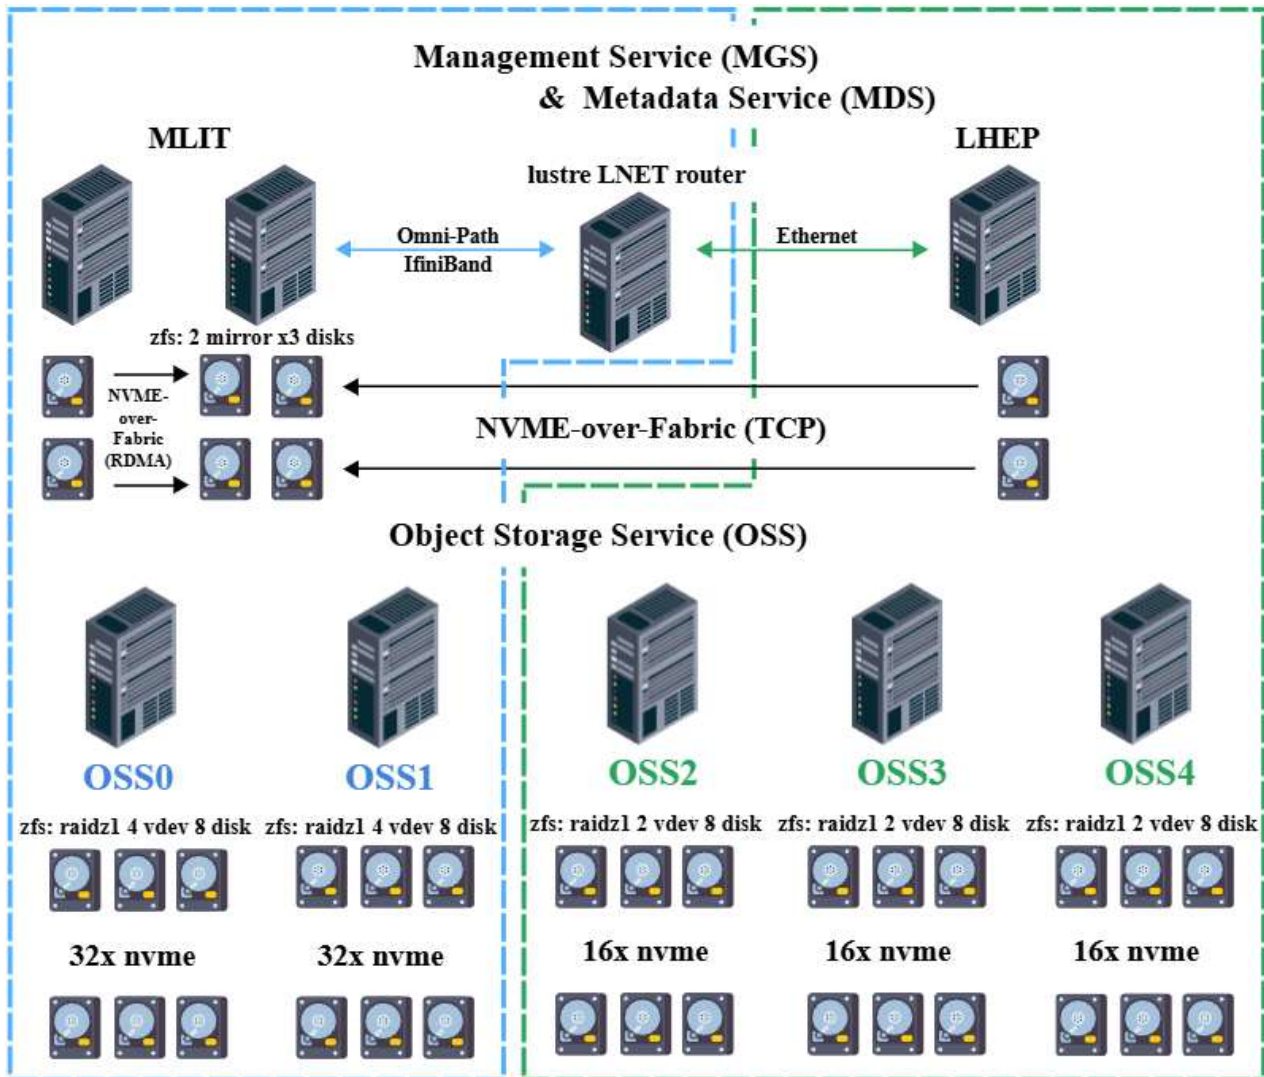 Management Service (MGS)
& Metadata Service (MDS)
MLIT
LHEP
lustre LNET router
Omni-Path
IfiniBand
Ethernet
zfs: 2 mirror x3 disks
NVME-
over-
Fabric
(RDMA)
NVME-over-Fabric (TCP)
Object Storage Service (OSS)
OSS0
OSS1
OSS2
OSS3
OSS4
zfs: raidz1 4 vdev 8 disk
zfs: raidz1 4 vdev 8 disk
zfs: raidz1 2 vdev 8 disk
zfs: raidz1 2 vdev 8 disk
zfs: raidz1 2 vdev 8 disk
32x nvme
32x nvme
16x nvme
16x nvme
16x nvme